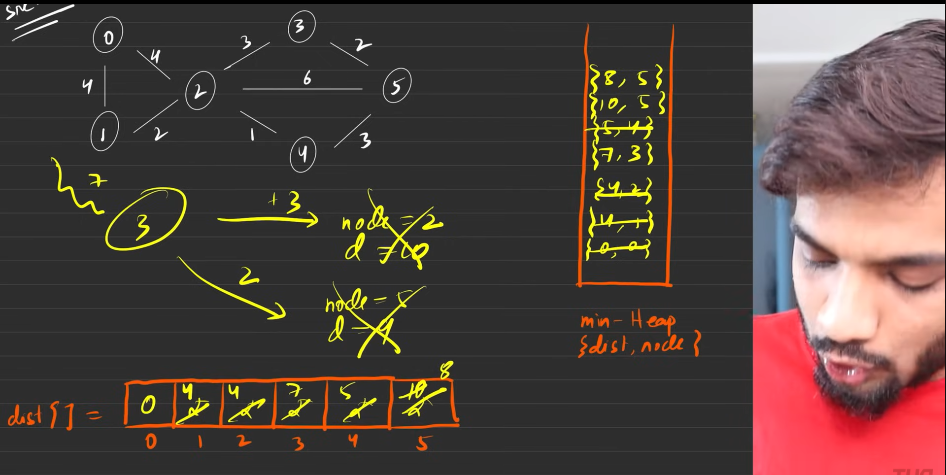 src
0
4
4
3
3
2
2
6
5
1
2
1
4
3
7
3
+3
node = 2
d = 10
2
node = 5
d = 9
{8, 5}
{10, 5}
{5, 4}
{7, 3}
{4, 2}
{4, 1}
{0, 0}
min-Heap
{dist, node}
8
dist[] = 0 4 4 7 5 10
0 1 2 3 4 5